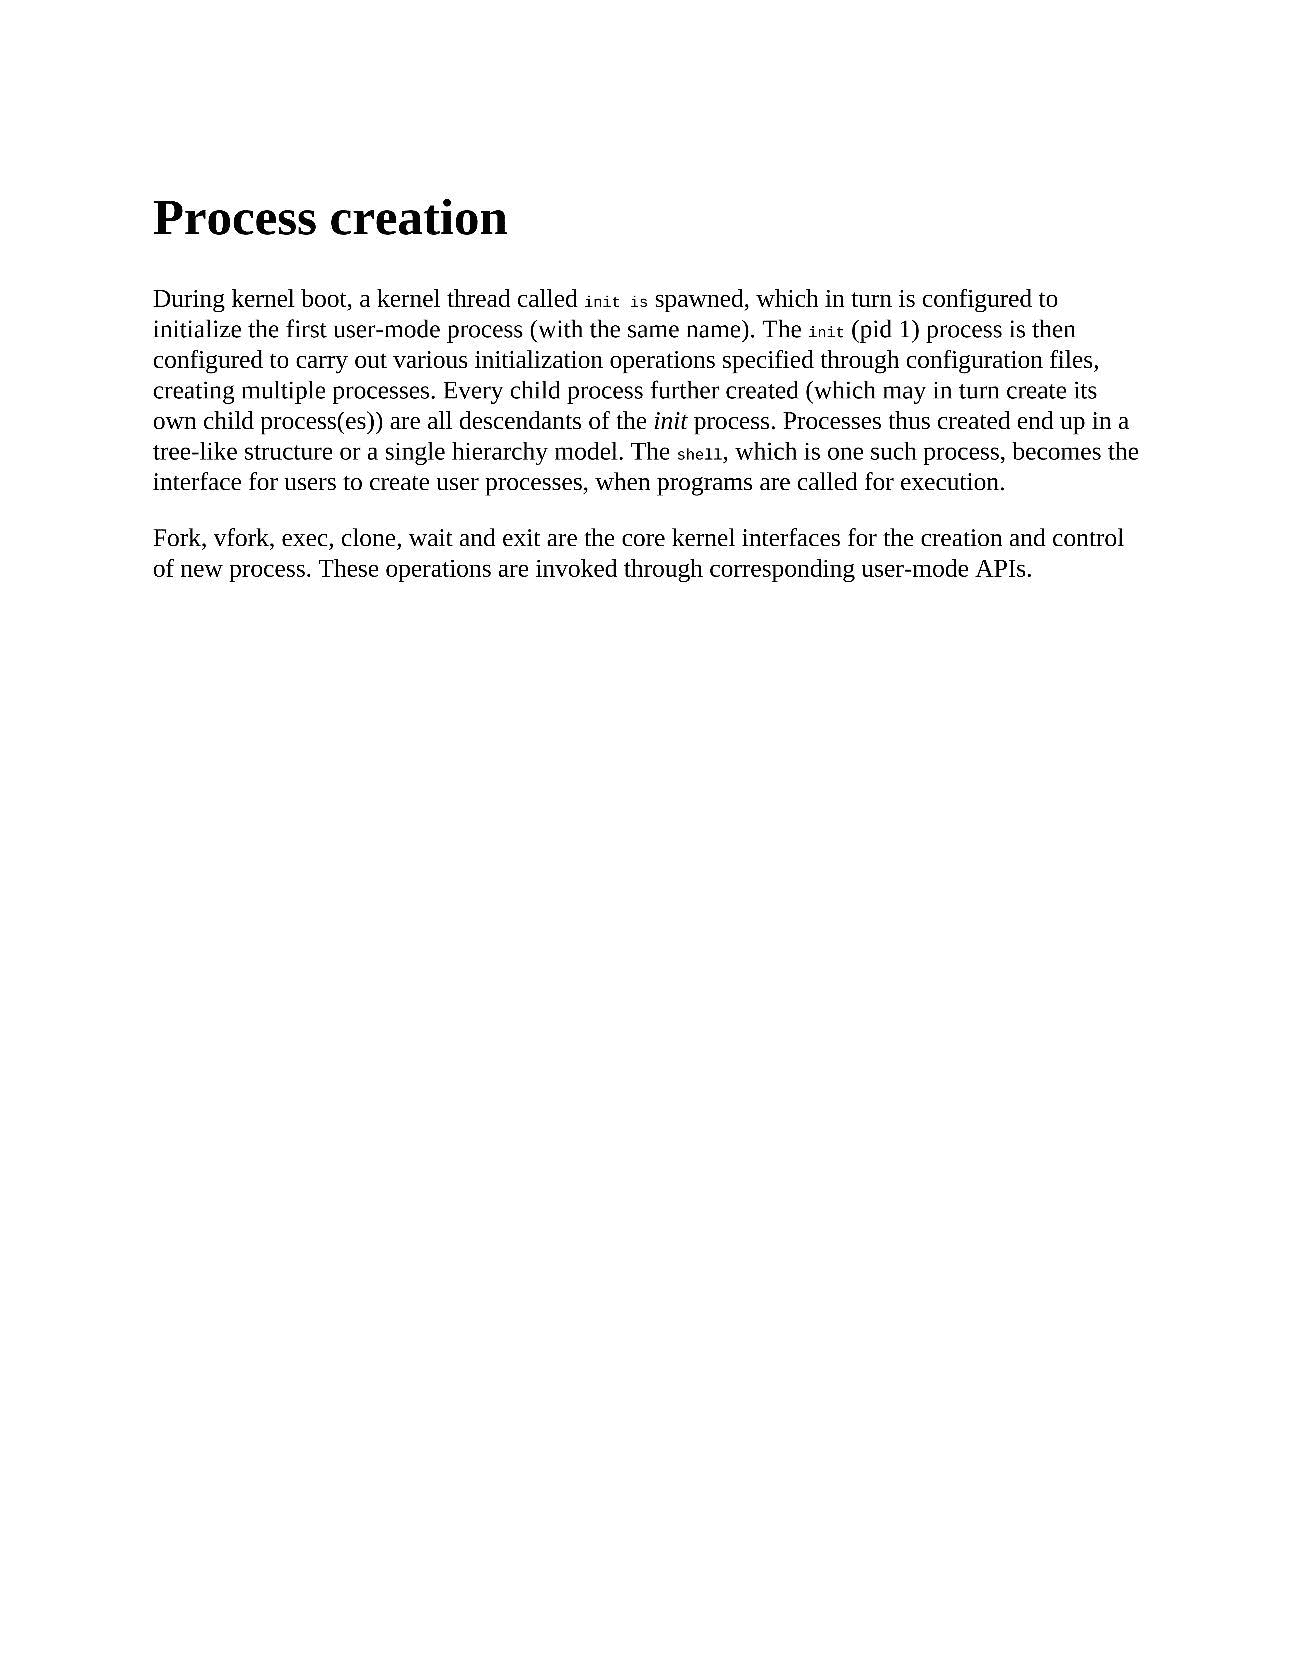 Process creation
During kernel boot, a kernel thread called init is spawned, which in turn is configured to
initialize the first user-mode process (with the same name). The init (pid 1) process is then
configured to carry out various initialization operations specified through configuration files,
creating multiple processes. Every child process further created (which may in turn create its
own child process(es)) are all descendants of the init process. Processes thus created end up in a
tree-like structure or a single hierarchy model. The shell, which is one such process, becomes the
interface for users to create user processes, when programs are called for execution.
Fork, vfork, exec, clone, wait and exit are the core kernel interfaces for the creation and control
of new process. These operations are invoked through corresponding user-mode APIs.